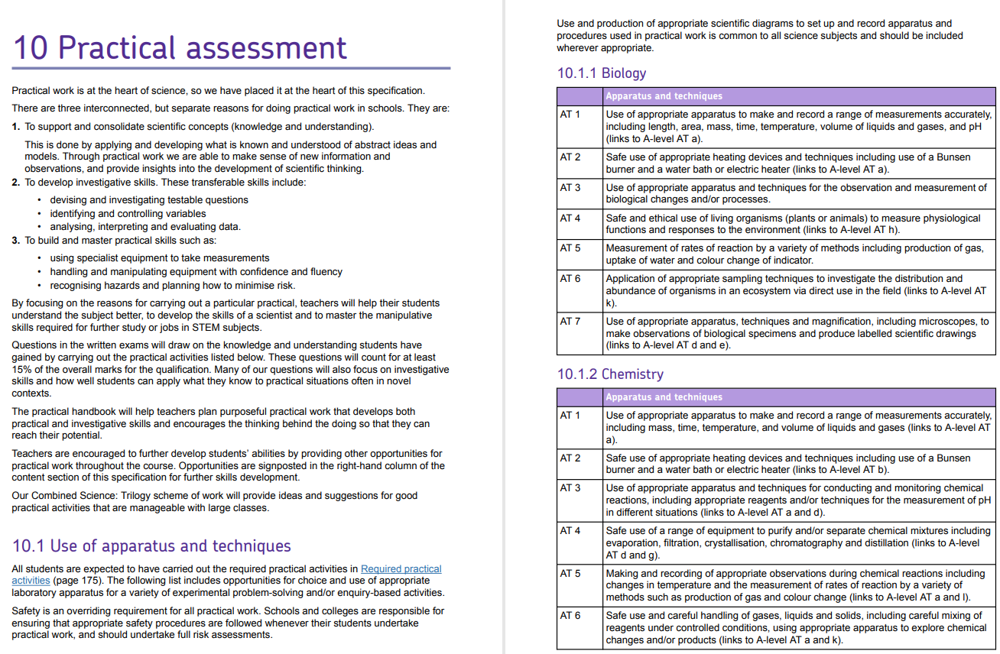 10 Practical assessment
Practical work is at the heart of science, so we have placed it at the heart of this specification.
There are three interconnected, but separate reasons for doing practical work in schools. They are:
1. To support and consolidate scientific concepts (knowledge and understanding).
This is done by applying and developing what is known and understood of abstract ideas and
models. Through practical work we are able to make sense of new information and
observations, and provide insights into the development of scientific thinking.
2. To develop investigative skills. These transferable skills include:
• devising and investigating testable questions
• identifying and controlling variables
• analysing, interpreting and evaluating data.
3. To build and master practical skills such as:
• using specialist equipment to take measurements
• handling and manipulating equipment with confidence and fluency
• recognising hazards and planning how to minimise risk.
By focusing on the reasons for carrying out a particular practical, teachers will help their students
understand the subject better, to develop the skills of a scientist and to master the manipulative
skills required for further study or jobs in STEM subjects.
Questions in the written exams will draw on the knowledge and understanding students have
gained by carrying out the practical activities listed below. These questions will count for at least
15% of the overall marks for the qualification. Many of our questions will also focus on investigative
skills and how well students can apply what they know to practical situations often in novel
contexts.
The practical handbook will help teachers plan purposeful practical work that develops both
practical and investigative skills and encourages the thinking behind the doing so that they can
reach their potential.
Teachers are encouraged to further develop students' abilities by providing other opportunities for
practical work throughout the course. Opportunities are signposted in the right-hand column of the
content section of this specification for further skills development.
Our Combined Science: Trilogy scheme of work will provide ideas and suggestions for good
practical activities that are manageable with large classes.
10.1 Use of apparatus and techniques
All students are expected to have carried out the required practical activities in Required practical
activities (page 175). The following list includes opportunities for choice and use of appropriate
laboratory apparatus for a variety of experimental problem-solving and/or enquiry-based activities.
Safety is an overriding requirement for all practical work. Schools and colleges are responsible for
ensuring that appropriate safety procedures are followed whenever their students undertake
practical work, and should undertake full risk assessments.
Use and production of appropriate scientific diagrams to set up and record apparatus and
procedures used in practical work is common to all science subjects and should be included
wherever appropriate.
10.1.1 Biology
Apparatus and techniques
AT 1 Use of appropriate apparatus to make and record a range of measurements accurately,
including length, area, mass, time, temperature, volume of liquids and gases, and pH
(links to A-level AT a).
AT 2 Safe use of appropriate heating devices and techniques including use of a Bunsen
burner and a water bath or electric heater (links to A-level AT a).
AT 3 Use of appropriate apparatus and techniques for the observation and measurement of
biological changes and/or processes.
AT 4 Safe and ethical use of living organisms (plants or animals) to measure physiological
functions and responses to the environment (links to A-level AT h).
AT 5 Measurement of rates of reaction by a variety of methods including production of gas,
uptake of water and colour change of indicator.
AT 6 Application of appropriate sampling techniques to investigate the distribution and
abundance of organisms in an ecosystem via direct use in the field (links to A-level AT
k).
AT 7 Use of appropriate apparatus, techniques and magnification, including microscopes, to
make observations of biological specimens and produce labelled scientific drawings
(links to A-level AT d and e).
10.1.2 Chemistry
Apparatus and techniques
AT 1 Use of appropriate apparatus to make and record a range of measurements accurately,
including mass, time, temperature, and volume of liquids and gases (links to A-level AT
a).
AT 2 Safe use of appropriate heating devices and techniques including use of a Bunsen
burner and a water bath or electric heater (links to A-level AT b).
AT 3 Use of appropriate apparatus and techniques for conducting and monitoring chemical
reactions, including appropriate reagents and/or techniques for the measurement of pH
in different situations (links to A-level AT a and d).
AT 4 Safe use of a range of equipment to purify and/or separate chemical mixtures including
evaporation, filtration, crystallisation, chromatography and distillation (links to A-level
AT d and g).
AT 5 Making and recording of appropriate observations during chemical reactions including
changes in temperature and the measurement of rates of reaction by a variety of
methods such as production of gas and colour change (links to A-level AT a and l).
AT 6 Safe use and careful handling of gases, liquids and solids, including careful mixing of
reagents under controlled conditions, using appropriate apparatus to explore chemical
changes and/or products (links to A-level AT a and k).